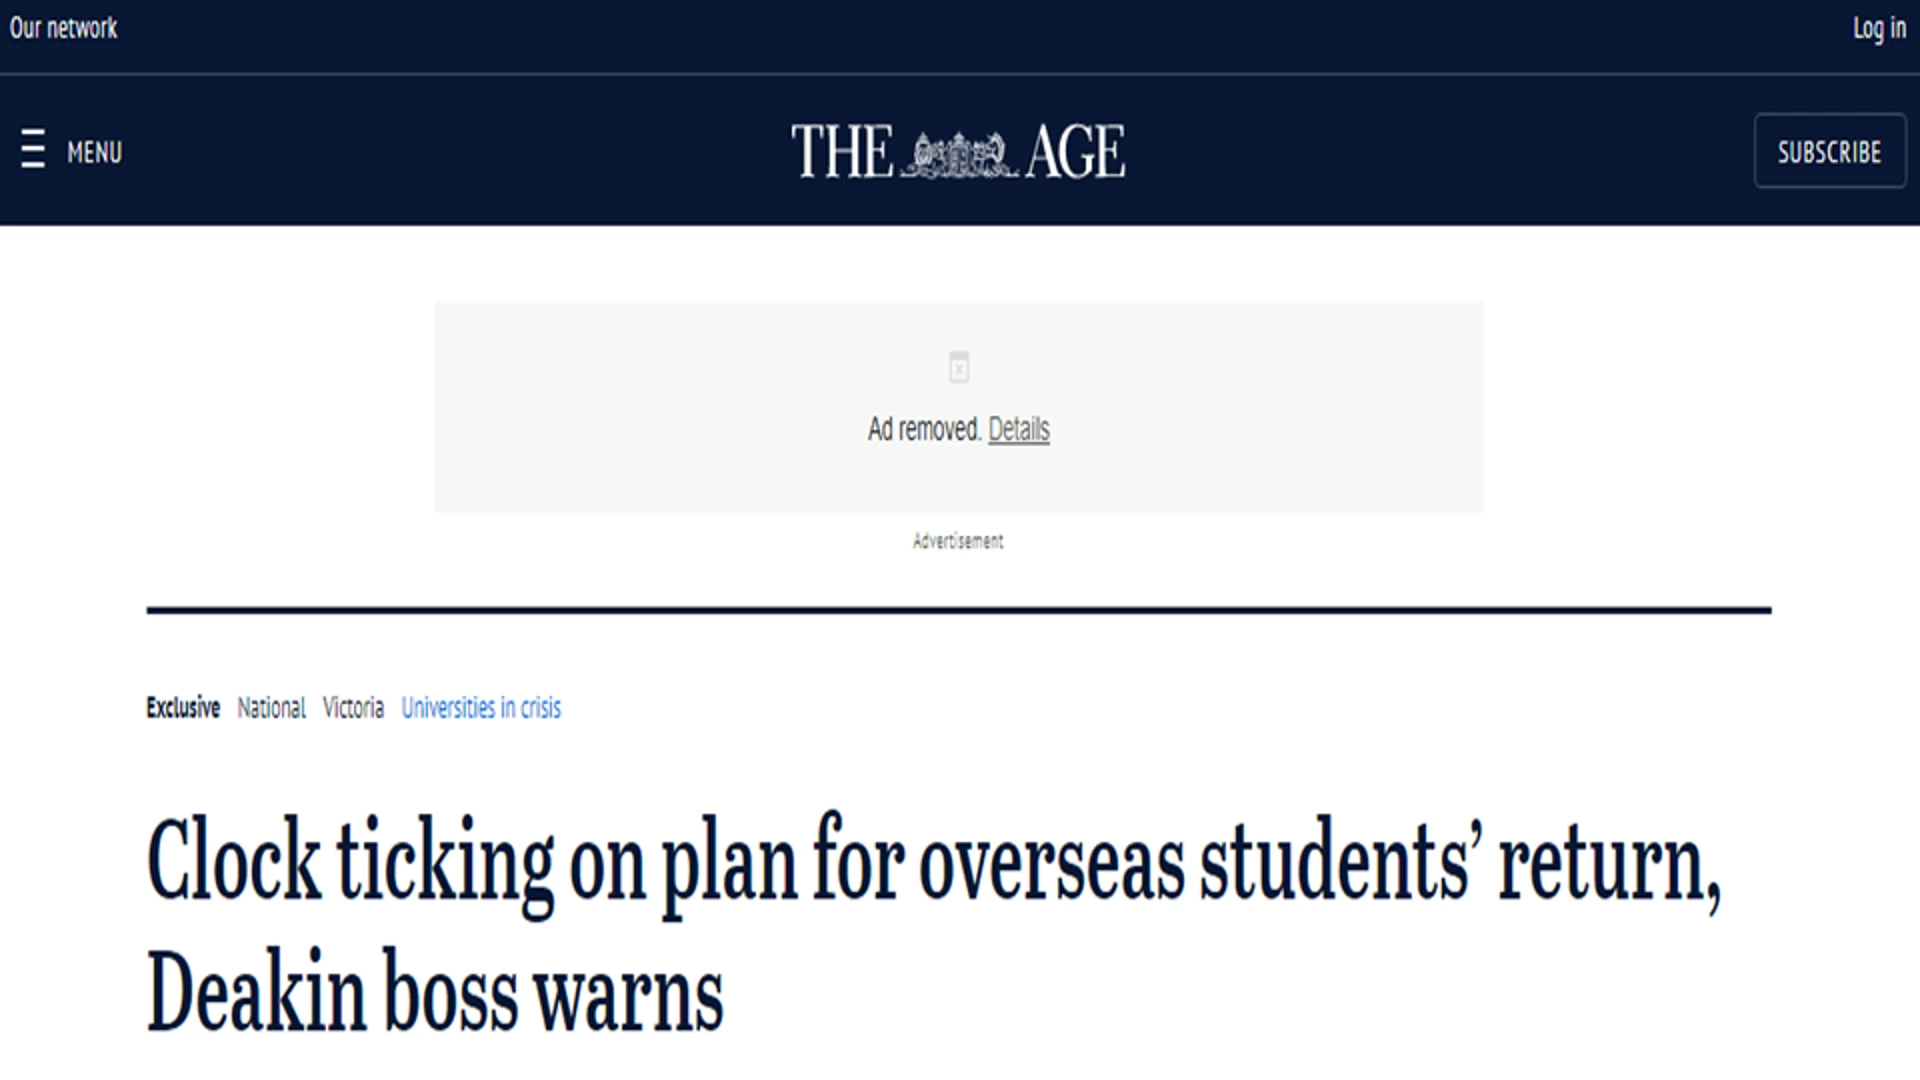 Our network
Log in
MENU
THE AGE
SUBSCRIBE
Ad removed. Details
Advertisement
Exclusive National Victoria Universities in crisis
Clock ticking on plan for overseas students’ return,
Deakin boss warns